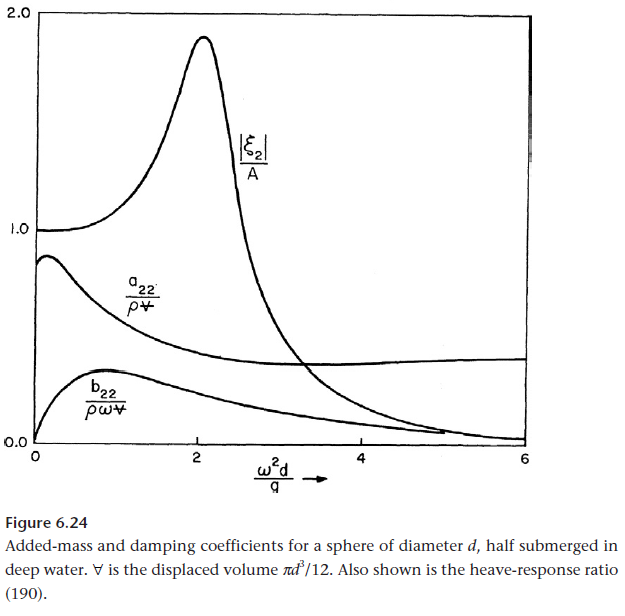 2.0
|ξ₂|
A
1.0
a₂₂
ρ∀
b₂₂
ρω∀
0.0
0
2
4
6
ω²d
g
Figure 6.24
Added-mass and damping coefficients for a sphere of diameter d, half submerged in
deep water. ∀ is the displaced volume πd³/12. Also shown is the heave-response ratio
(190).